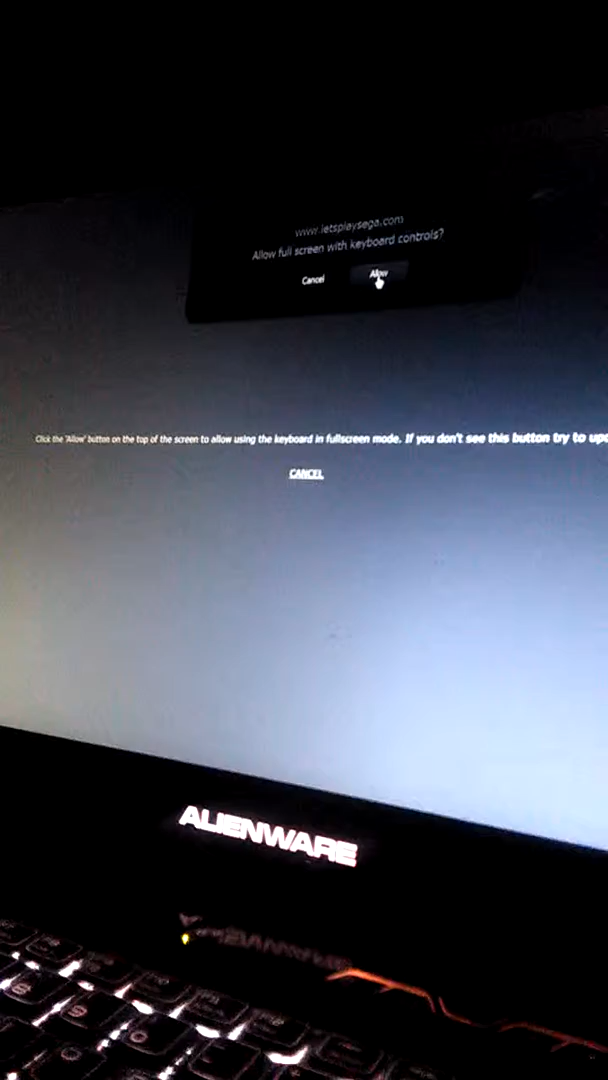 www.letsplaysega.com
Allow full screen with keyboard controls?
Cancel Allow
Click the 'Allow' button on the top of the screen to allow using the keyboard in fullscreen mode. If you don't see this button try to upd
CANCEL
ALIENWARE